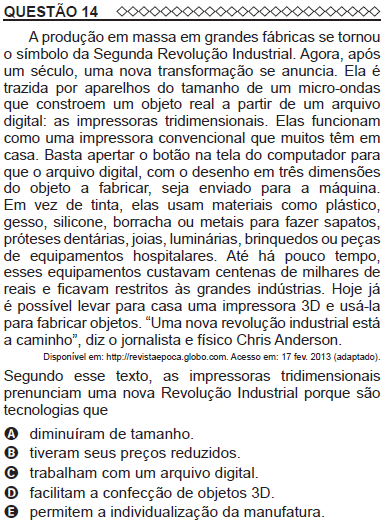 QUESTÃO 14
A produção em massa em grandes fábricas se tornou
o símbolo da Segunda Revolução Industrial. Agora, após
um século, uma nova transformação se anuncia. Ela é
trazida por aparelhos do tamanho de um micro-ondas
que constroem um objeto real a partir de um arquivo
digital: as impressoras tridimensionais. Elas funcionam
como uma impressora convencional que muitos têm em
casa. Basta apertar o botão na tela do computador para
que o arquivo digital, com o desenho em três dimensões
do objeto a fabricar, seja enviado para a máquina.
Em vez de tinta, elas usam materiais como plástico,
gesso, silicone, borracha ou metais para fazer sapatos,
próteses dentárias, joias, luminárias, brinquedos ou peças
de equipamentos hospitalares. Até há pouco tempo,
esses equipamentos custavam centenas de milhares de
reais e ficavam restritos às grandes indústrias. Hoje já
é possível levar para casa uma impressora 3D e usá-la
para fabricar objetos. “Uma nova revolução industrial está
a caminho”, diz o jornalista e físico Chris Anderson.
Disponível em: http://revistaepoca.globo.com. Acesso em: 17 fev. 2013 (adaptado).
Segundo esse texto, as impressoras tridimensionais
prenunciam uma nova Revolução Industrial porque são
tecnologias que
A diminuíram de tamanho.
B tiveram seus preços reduzidos.
C trabalham com um arquivo digital.
D facilitam a confecção de objetos 3D.
E permitem a individualização da manufatura.